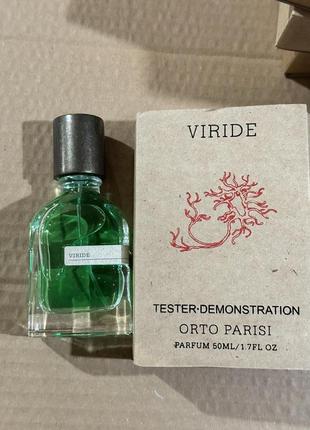 VIRIDE
VIRIDE
TESTER•DEMONSTRATION
ORTO PARISI
PARFUM 50ML/1.7FL OZ